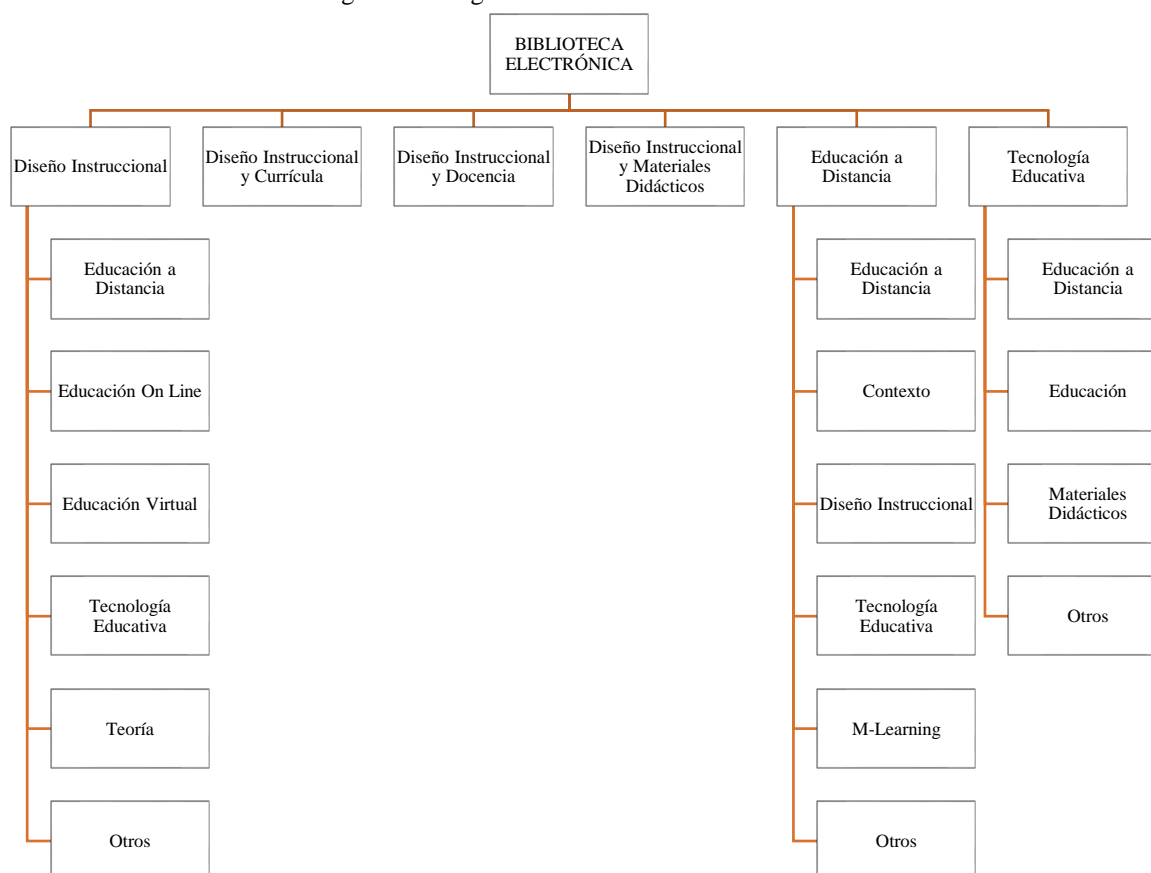 BIBLIOTECA
ELECTRÓNICA
Diseño Instruccional
Diseño Instruccional
y Currícula
Diseño Instruccional
y Docencia
Diseño Instruccional
y Materiales
Didácticos
Educación a
Distancia
Tecnología
Educativa
Educación a
Distancia
Educación On Line
Educación Virtual
Tecnología
Educativa
Teoría
Otros
Educación a
Distancia
Contexto
Diseño Instruccional
Tecnología
Educativa
M-Learning
Otros
Educación a
Distancia
Educación
Materiales
Didácticos
Otros